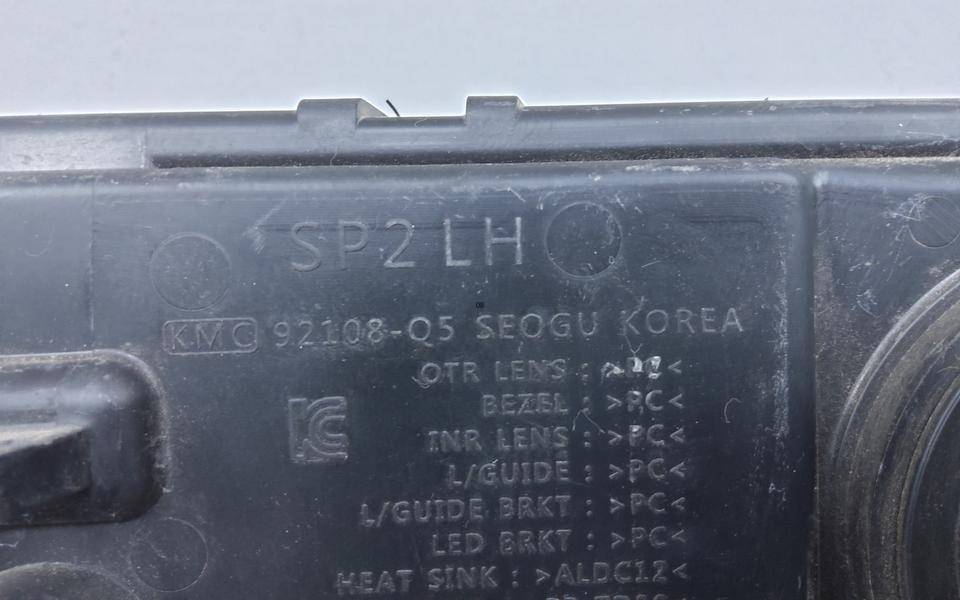 SP2 LH
KMC 92108-Q5 SEOGU KOREA
OTR LENS : >PC<
BEZEL : >PC<
INR LENS : >PC<
L/GUIDE : >PC<
L/GUIDE BRKT : >PC<
LED BRKT : >PC<
HEAT SINK : >ALDC12<